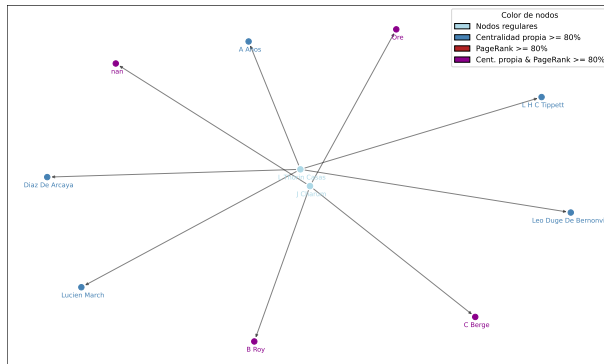 Color de nodos
Nodos regulares
Centralidad propia >= 80%
PageRank >= 80%
Cent. propia & PageRank >= 80%
Ore
A Alios
nan
L H C Tippett
Diaz De Arcaya
Leo Duge De Bernonvi
Lucien March
C Berge
B Roy